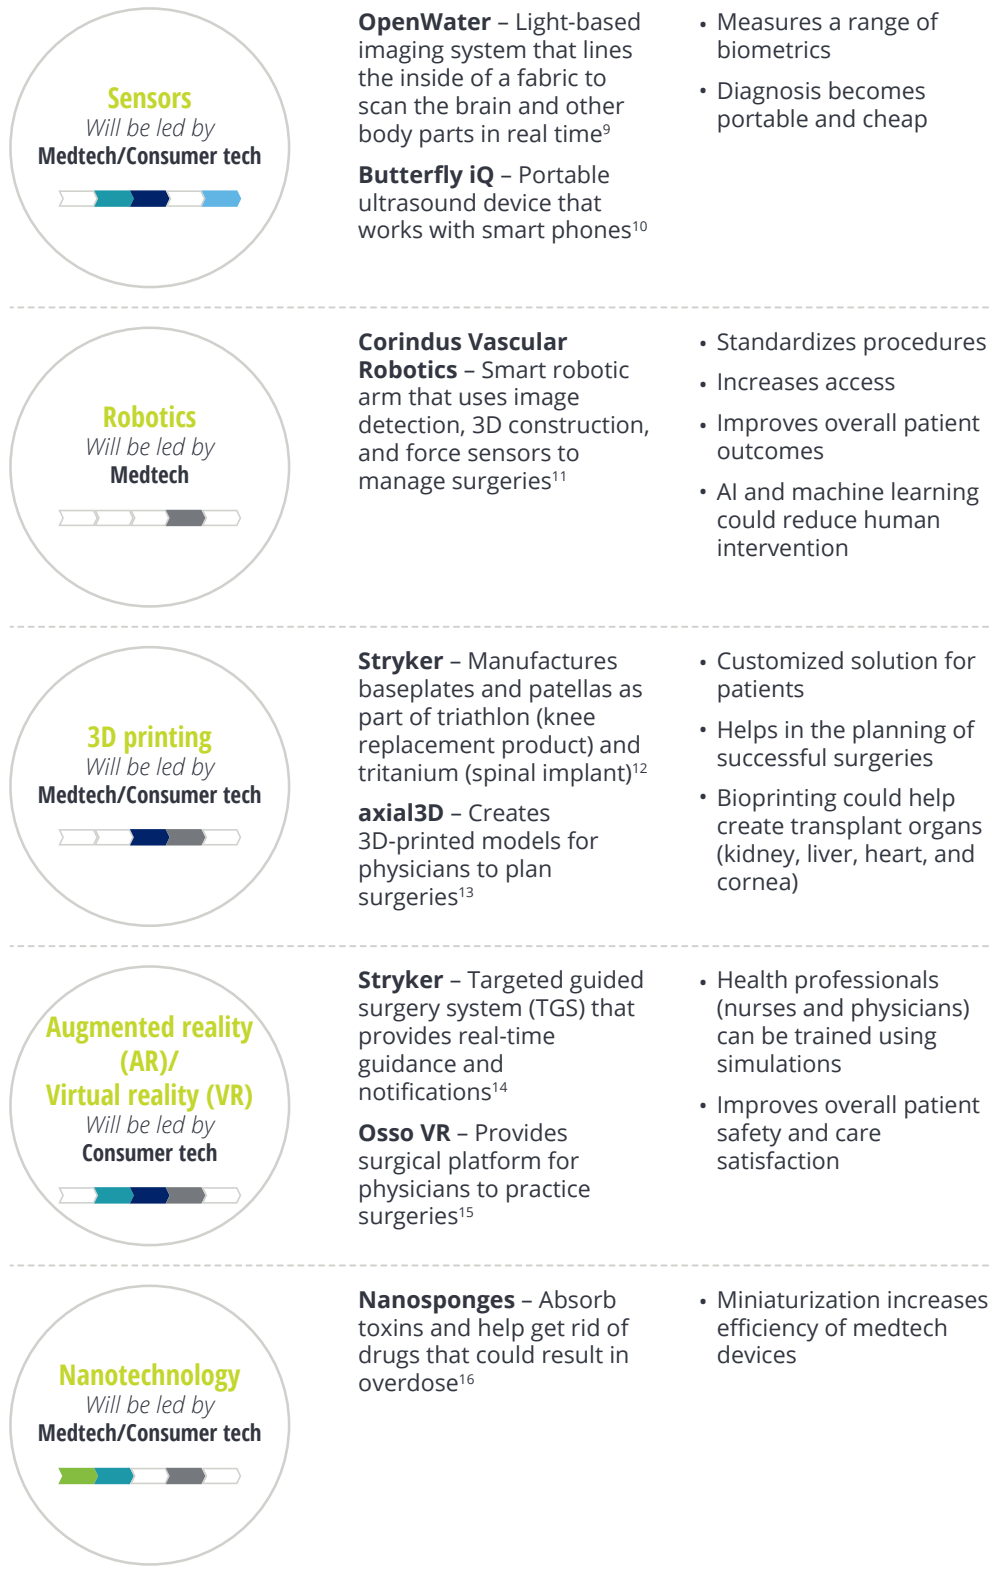 Sensors
Will be led by
Medtech/Consumer tech
OpenWater – Light-based
imaging system that lines
the inside of a fabric to
scan the brain and other
body parts in real time9
Butterfly iQ – Portable
ultrasound device that
works with smart phones10
• Measures a range of
biometrics
• Diagnosis becomes
portable and cheap
Robotics
Will be led by
Medtech
Corindus Vascular
Robotics – Smart robotic
arm that uses image
detection, 3D construction,
and force sensors to
manage surgeries11
• Standardizes procedures
• Increases access
• Improves overall patient
outcomes
• AI and machine learning
could reduce human
intervention
3D printing
Will be led by
Medtech/Consumer tech
Stryker – Manufactures
baseplates and patellas as
part of triathlon (knee
replacement product) and
tritanium (spinal implant)12
axial3D – Creates
3D-printed models for
physicians to plan
surgeries13
• Customized solution for
patients
• Helps in the planning of
successful surgeries
• Bioprinting could help
create transplant organs
(kidney, liver, heart, and
cornea)
Augmented reality
(AR)/
Virtual reality (VR)
Will be led by
Consumer tech
Stryker – Targeted guided
surgery system (TGS) that
provides real-time
guidance and
notifications14
Osso VR – Provides
surgical platform for
physicians to practice
surgeries15
• Health professionals
(nurses and physicians)
can be trained using
simulations
• Improves overall patient
safety and care
satisfaction
Nanotechnology
Will be led by
Medtech/Consumer tech
Nanosponges – Absorb
toxins and help get rid of
drugs that could result in
overdose16
• Miniaturization increases
efficiency of medtech
devices